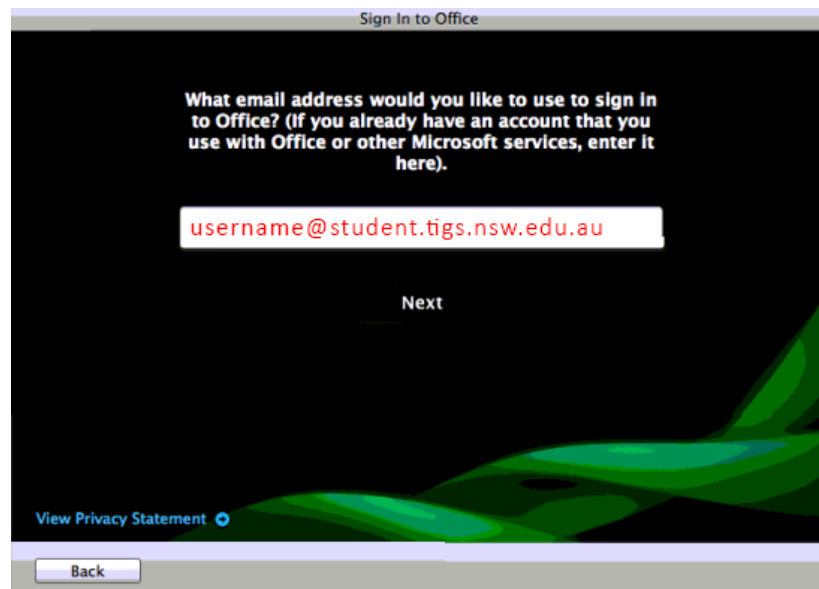 Sign In to Office
What email address would you like to use to sign in
to Office? (If you already have an account that you
use with Office or other Microsoft services, enter it
here).
username@student.tigs.nsw.edu.au
Next
View Privacy Statement
Back